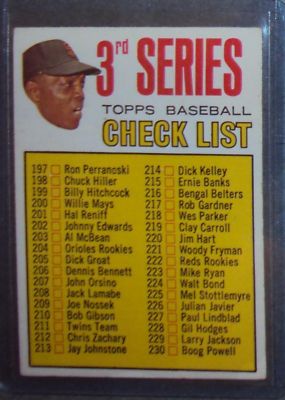 3rd SERIES
TOPPS BASEBALL
CHECK LIST
197 Ron Perranoski
198 Chuck Hiller
199 Billy Hitchcock
200 Willie Mays
201 Hal Reniff
202 Johnny Edwards
203 Al McBean
204 Orioles Rookies
205 Dick Groat
206 Dennis Bennett
207 John Orsino
208 Jack Lamabe
209 Joe Nossek
210 Bob Gibson
211 Twins Team
212 Chris Zachary
213 Jay Johnstone
214 Dick Kelley
215 Ernie Banks
216 Bengal Belters
217 Rob Gardner
218 Wes Parker
219 Clay Carroll
220 Jim Hart
221 Woody Fryman
222 Reds Rookies
223 Mike Ryan
224 Walt Bond
225 Mel Stottlemyre
226 Julian Javier
227 Paul Lindblad
228 Gil Hodges
229 Larry Jackson
230 Boog Powell